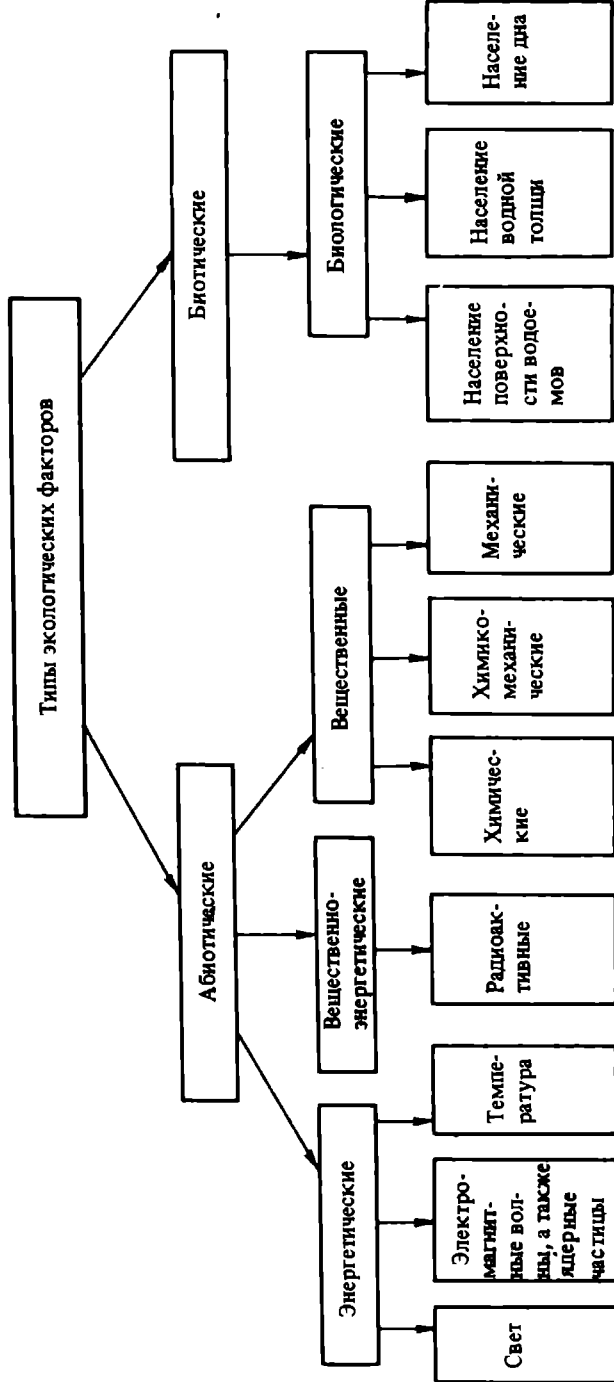 Типы экологических факторов
Абиотические
Биотические
Энергетические
Вещественно-
энергетические
Вещественные
Биологические
Свет
Электро-
магнит-
ные вол-
ны, а также
ядерные
частицы
Темпе-
ратура
Радиоак-
тивные
Химичес-
кие
Химико-
механи-
ческие
Механи-
ческие
Население
поверхно-
сти водое-
мов
Население
водной
толщи
Населе-
ние дна